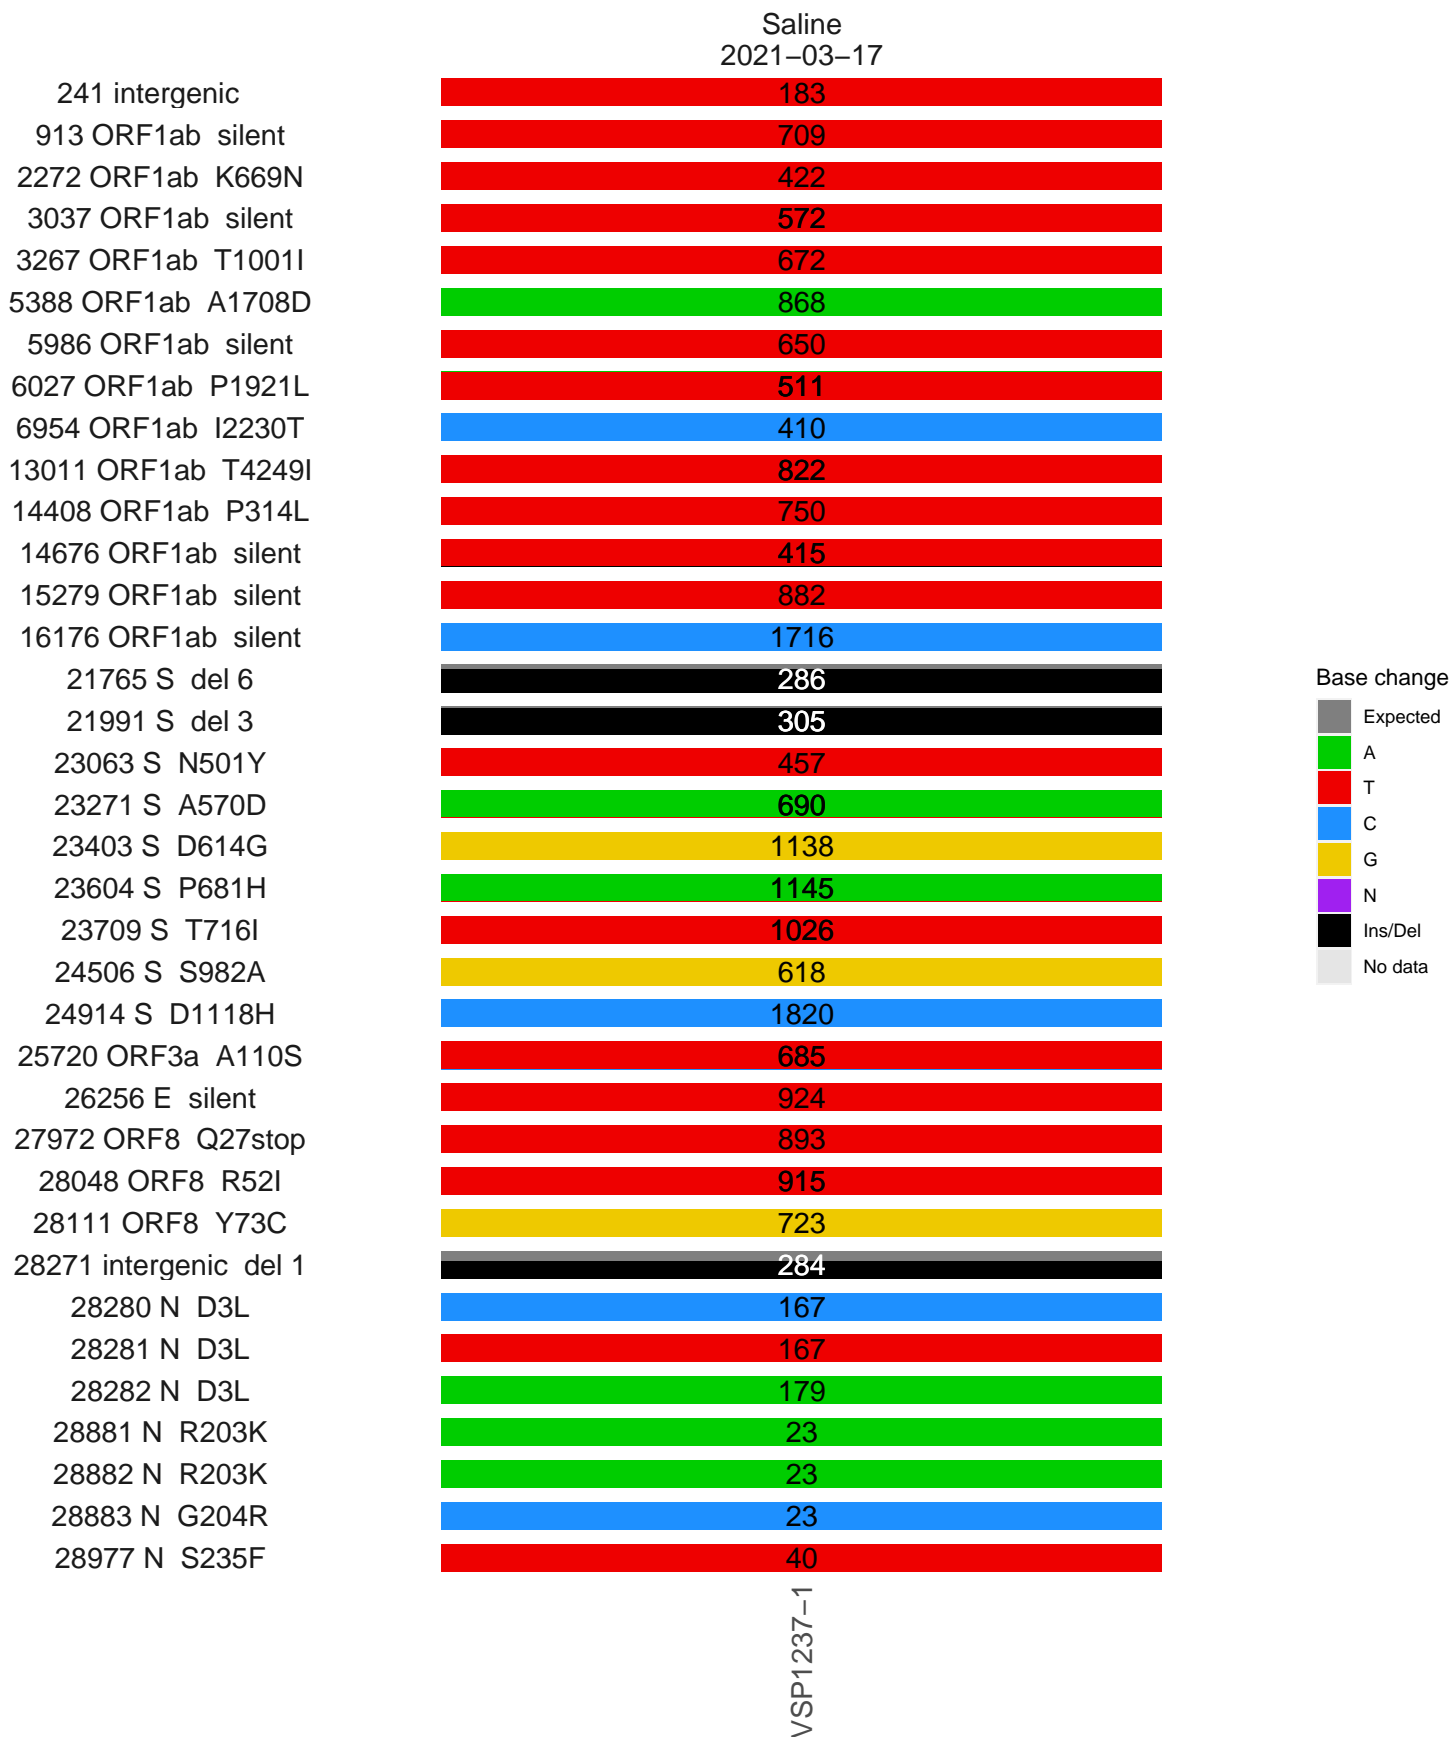 Saline
2021−03−17
241 intergenic 183
913 ORF1ab silent 709
2272 ORF1ab K669N 422
3037 ORF1ab silent 572
3267 ORF1ab T1001I 672
5388 ORF1ab A1708D 868
5986 ORF1ab silent 650
6027 ORF1ab P1921L 511
6954 ORF1ab I2230T 410
13011 ORF1ab T4249I 822
14408 ORF1ab P314L 750
14676 ORF1ab silent 415
15279 ORF1ab silent 882
16176 ORF1ab silent 1716
21765 S del 6 286
21991 S del 3 305
23063 S N501Y 457
23271 S A570D 690
23403 S D614G 1138
23604 S P681H 1145
23709 S T716I 1026
24506 S S982A 618
24914 S D1118H 1820
25720 ORF3a A110S 685
26256 E silent 924
27972 ORF8 Q27stop 893
28048 ORF8 R52I 915
28111 ORF8 Y73C 723
28271 intergenic del 1 284
28280 N D3L 167
28281 N D3L 167
28282 N D3L 179
28881 N R203K 23
28882 N R203K 23
28883 N G204R 23
28977 N S235F 40
VSP1237−1
Base change
Expected
A
T
C
G
N
Ins/Del
No data